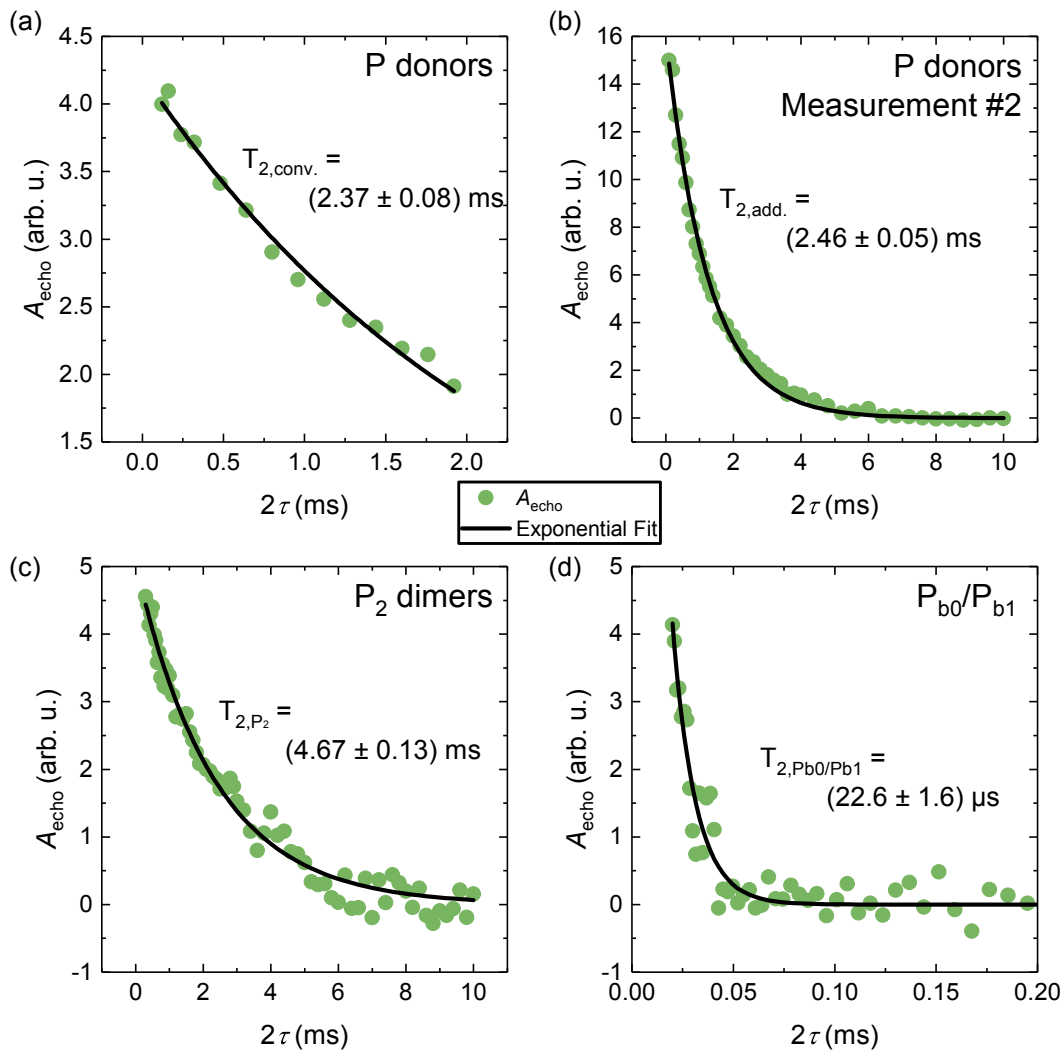 (a)
P donors
T2,conv. =
(2.37 ± 0.08) ms
Aecho (arb. u.)
4.5
4.0
3.5
3.0
2.5
2.0
1.5
0.0 0.5 1.0 1.5 2.0
2τ (ms)
(b)
P donors
Measurement #2
T2,add. =
(2.46 ± 0.05) ms
Aecho (arb. u.)
16
14
12
10
8
6
4
2
0
0 2 4 6 8 10
2τ (ms)
Aecho
Exponential Fit
(c)
P2 dimers
T2,P2 =
(4.67 ± 0.13) ms
Aecho (arb. u.)
5
4
3
2
1
0
-1
0 2 4 6 8 10
2τ (ms)
(d)
Pb0/Pb1
T2,Pb0/Pb1 =
(22.6 ± 1.6) µs
Aecho (arb. u.)
5
4
3
2
1
0
-1
0.00 0.05 0.10 0.15 0.20
2τ (ms)